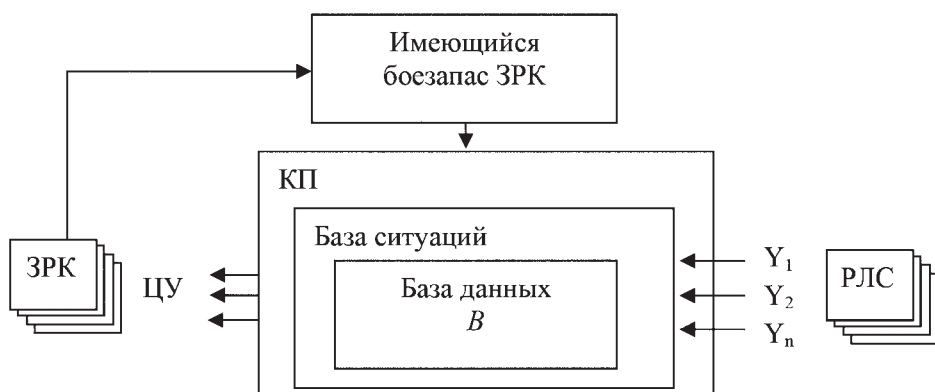 Имеющийся
боезапас ЗРК
КП
База ситуаций
ЗРК
ЦУ
База данных
B
Y1
Y2
Yn
РЛС